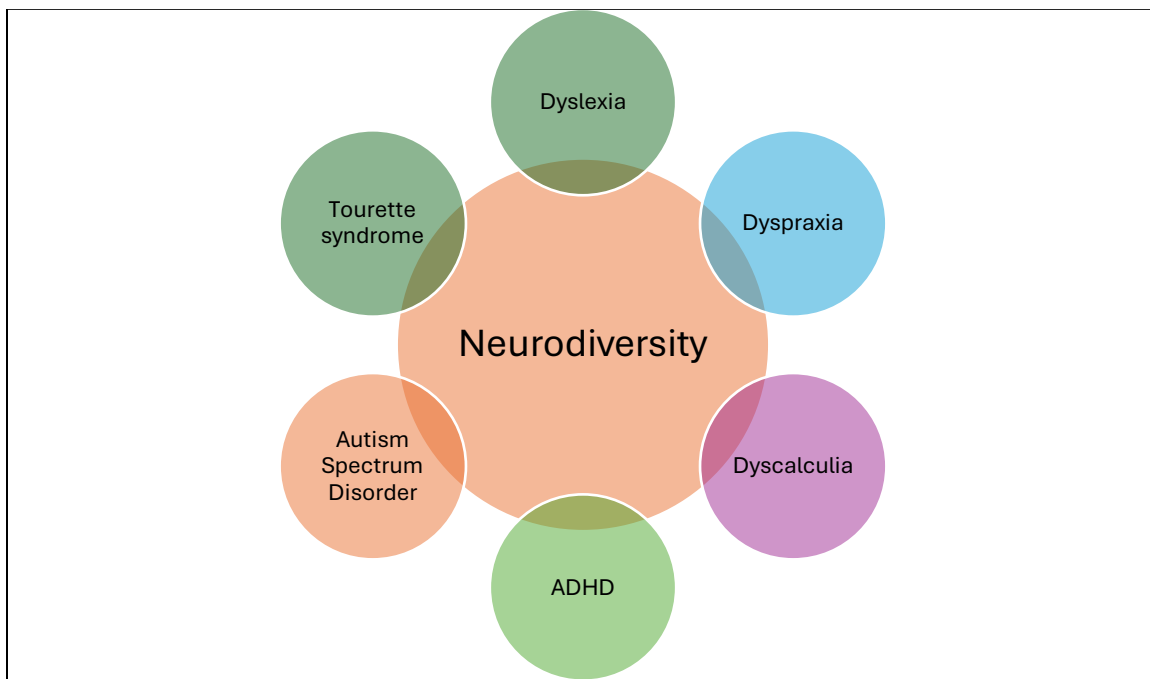 Dyslexia
Tourette
syndrome
Dyspraxia
Neurodiversity
Autism
Spectrum
Disorder
Dyscalculia
ADHD